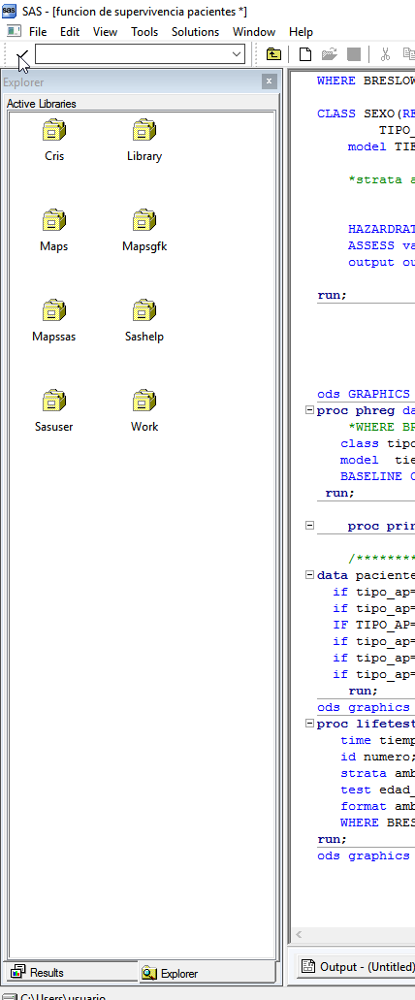 SAS - [funcion de supervivencia pacientes *]
File Edit View Tools Solutions Window Help
Explorer x
Active Libraries
Cris Library
Maps Mapsgfk
Mapssas Sashelp
Sasuser Work
Results Explorer
WHERE BRESLOW
CLASS SEXO(RE
TIPO_
model TIE
*strata a
HAZARDRAT
ASSESS va
output ou
run;
ods GRAPHICS
proc phreg da
*WHERE BR
class tipo
model tie
BASELINE C
run;
proc prin
/********
data paciente
if tipo_ap=
if tipo_ap=
IF TIPO_AP=
if tipo_ap=
if tipo_ap=
if tipo_ap=
run;
ods graphics
proc lifetest
time tiemp
id numero;
strata amb
test edad_
format amb
WHERE BRES
run;
ods graphics
Output - (Untitled)
C:\Users\usuario